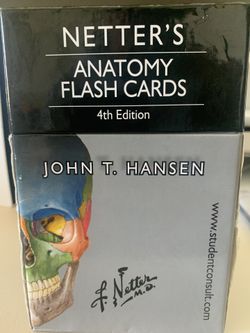 NETTER'S
ANATOMY
FLASH CARDS
4th Edition
JOHN T. HANSEN
www.studentconsult.com
F. Netter
M.D.